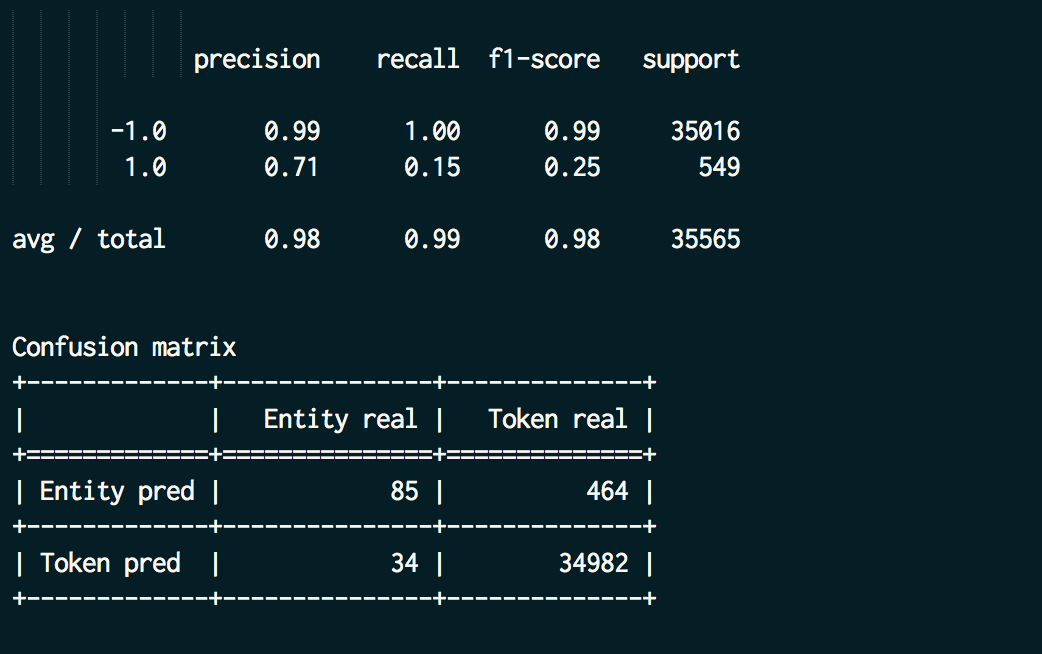 precision recall f1-score support
-1.0 0.99 1.00 0.99 35016
1.0 0.71 0.15 0.25 549
avg / total 0.98 0.99 0.98 35565
Confusion matrix
+-------------+---------------+--------------+
| | Entity real | Token real |
+=============+===============+==============+
| Entity pred | 85 | 464 |
+-------------+---------------+--------------+
| Token pred | 34 | 34982 |
+-------------+---------------+--------------+